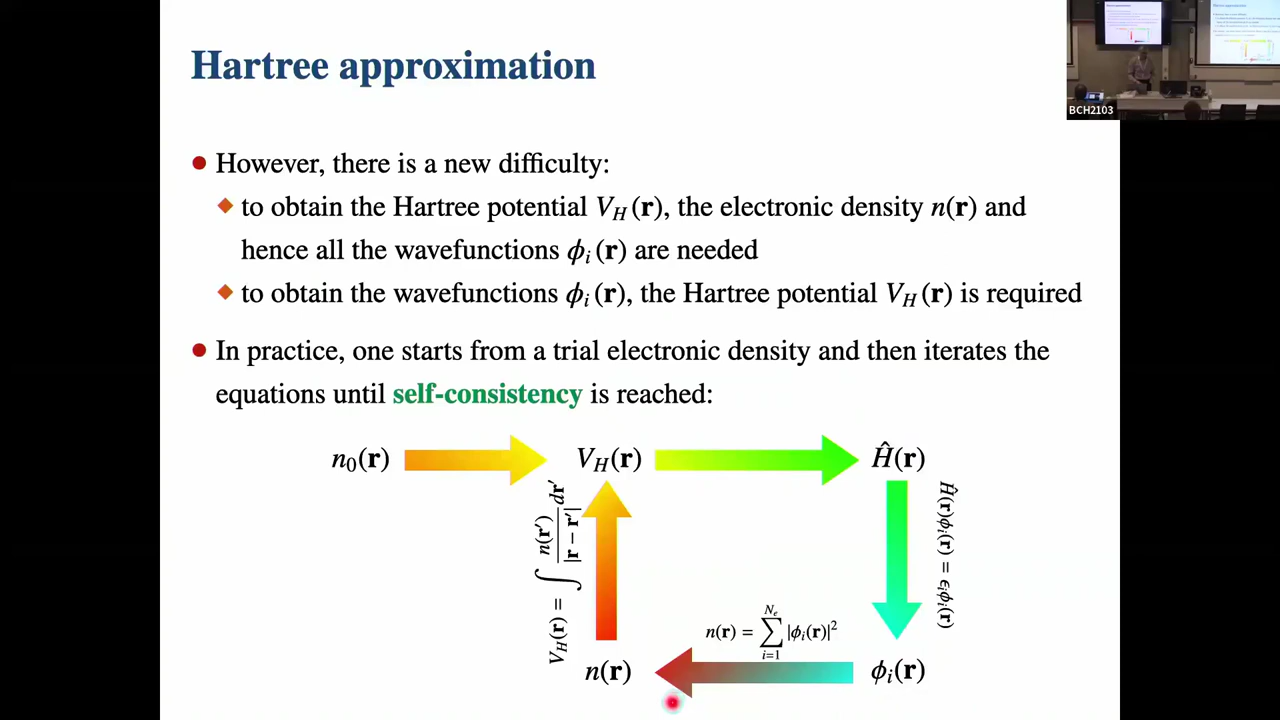 Hartree approximation
BCH2103
● However, there is a new difficulty:
◆ to obtain the Hartree potential V_H(r), the electronic density n(r) and
hence all the wavefunctions ϕ_i(r) are needed
◆ to obtain the wavefunctions ϕ_i(r), the Hartree potential V_H(r) is required
● In practice, one starts from a trial electronic density and then iterates the
equations until self-consistency is reached:
n_0(r) V_H(r) Ĥ(r)
V_H(r) = ∫ n(r′)/|r − r′| dr′
Ĥ(r)ϕ_i(r) = ϵ_iϕ_i(r)
n(r) = ∑_{i=1}^{N_e} |ϕ_i(r)|^2
n(r) ϕ_i(r)